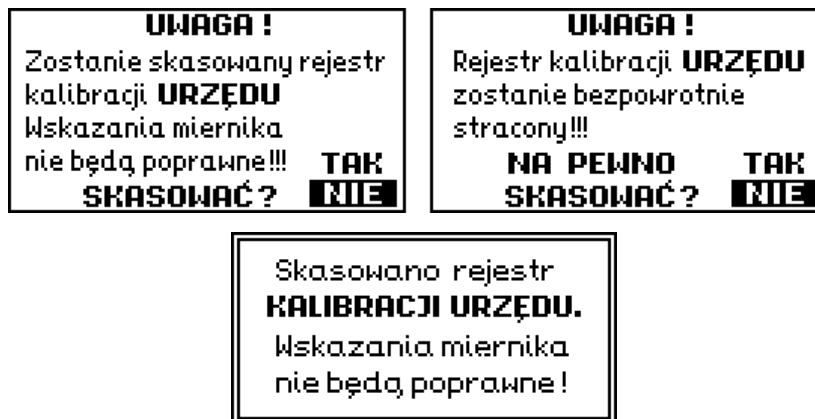 UWAGA !
Zostanie skasowany rejestr
kalibracji URZĘDU
Wskazania miernika
nie będą poprawne!!! TAK
SKASOWAĆ? NIE
UWAGA !
Rejestr kalibracji URZĘDU
zostanie bezpowrotnie
stracony!!!
NA PEWNO TAK
SKASOWAĆ? NIE
Skasowano rejestr
KALIBRACJI URZĘDU.
Wskazania miernika
nie będą poprawne!